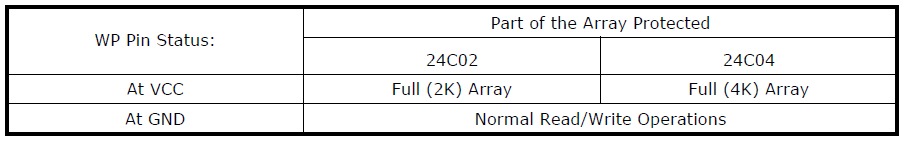 WP Pin Status:
Part of the Array Protected
24C02
24C04
At VCC
Full (2K) Array
Full (4K) Array
At GND
Normal Read/Write Operations